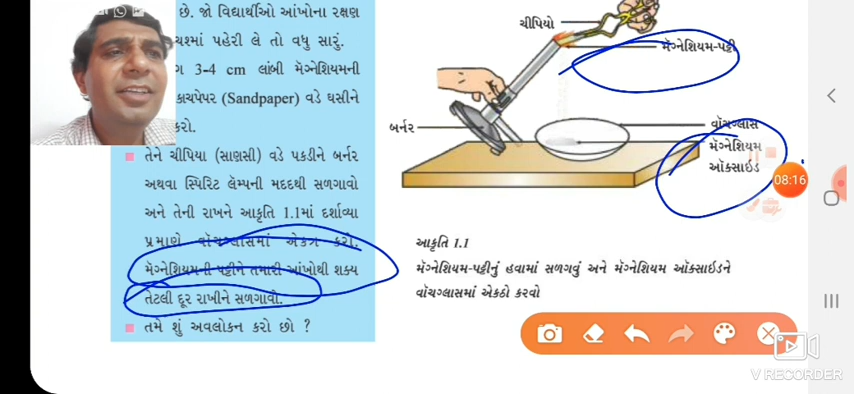 છે. જો વિદ્યાર્થીઓ આંખોના રક્ષણ
ચશ્માં પહેરી લે તો વધુ સારું.
3-4 cm લાંબી મૅગ્નેશિયમની
કાચપેપર (Sandpaper) વડે ઘસીને
કરો.
તેને ચીપિયા (સાણસી) વડે પકડીને બર્નર
અથવા સ્પિરિટ લૅમ્પની મદદથી સળગાવો
અને તેની રાખને આકૃતિ 1.1માં દર્શાવ્યા
પ્રમાણે વૉચગ્લાસમાં એકત્ર કરો.
મૅગ્નેશિયમની પટ્ટીને તમારી આંખોથી શક્ય
તેટલી દૂર રાખીને સળગાવો.
તમે શું અવલોકન કરો છો ?
ચીપિયો
મૅગ્નેશિયમ-પટ્ટી
બર્નર
વૉચગ્લાસ
મૅગ્નેશિયમ
ઑક્સાઇડ
આકૃતિ 1.1
મૅગ્નેશિયમ-પટ્ટીનું હવામાં સળગવું અને મૅગ્નેશિયમ ઑક્સાઇડને
વૉચગ્લાસમાં એકઠો કરવો
08:16
V RECORDER